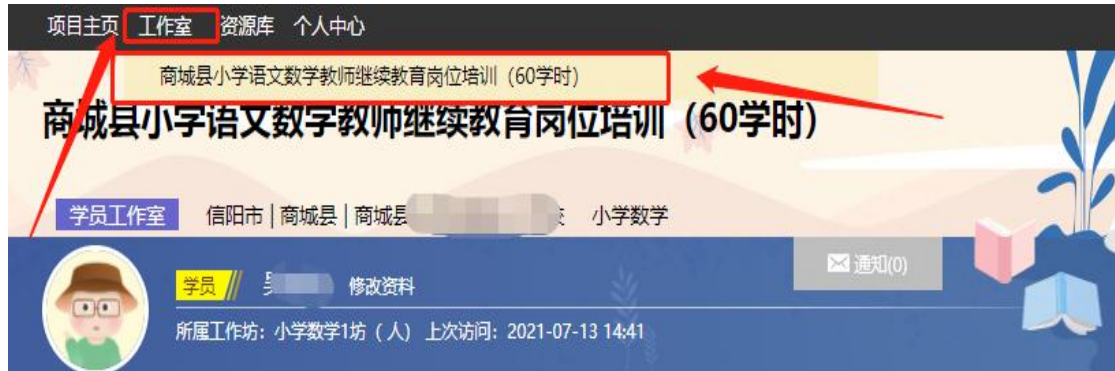 项目主页 工作室 资源库 个人中心
商城县小学语文数学教师继续教育岗位培训（60学时）
商城县小学语文数学教师继续教育岗位培训（60学时）
学员工作室 信阳市 | 商城县 | 商城县 小学数学
通知(0)
学员 修改资料
所属工作坊：小学数学1坊（ 人） 上次访问：2021-07-13 14:41